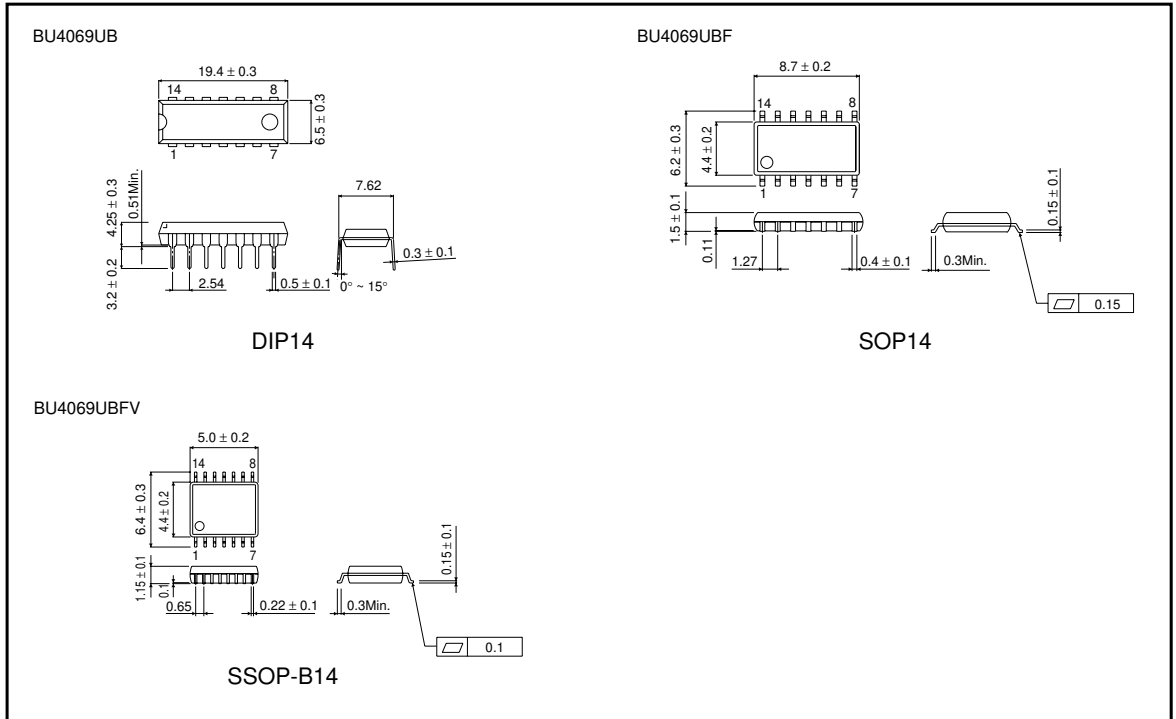 BU4069UB
19.4 ± 0.3
14 8
6.5 ± 0.3
1 7
0.51Min.
4.25 ± 0.3
3.2 ± 0.2
2.54
0.5 ± 0.1
7.62
0.3 ± 0.1
0° ~ 15°
DIP14
BU4069UBF
8.7 ± 0.2
14 8
6.2 ± 0.3
4.4 ± 0.2
1 7
1.5 ± 0.1
0.11
1.27
0.4 ± 0.1
0.3Min.
0.15 ± 0.1
0.15
SOP14
BU4069UBFV
5.0 ± 0.2
14 8
6.4 ± 0.3
4.4 ± 0.2
1 7
1.15 ± 0.1
0.1
0.65
0.22 ± 0.1
0.3Min.
0.15 ± 0.1
0.1
SSOP-B14